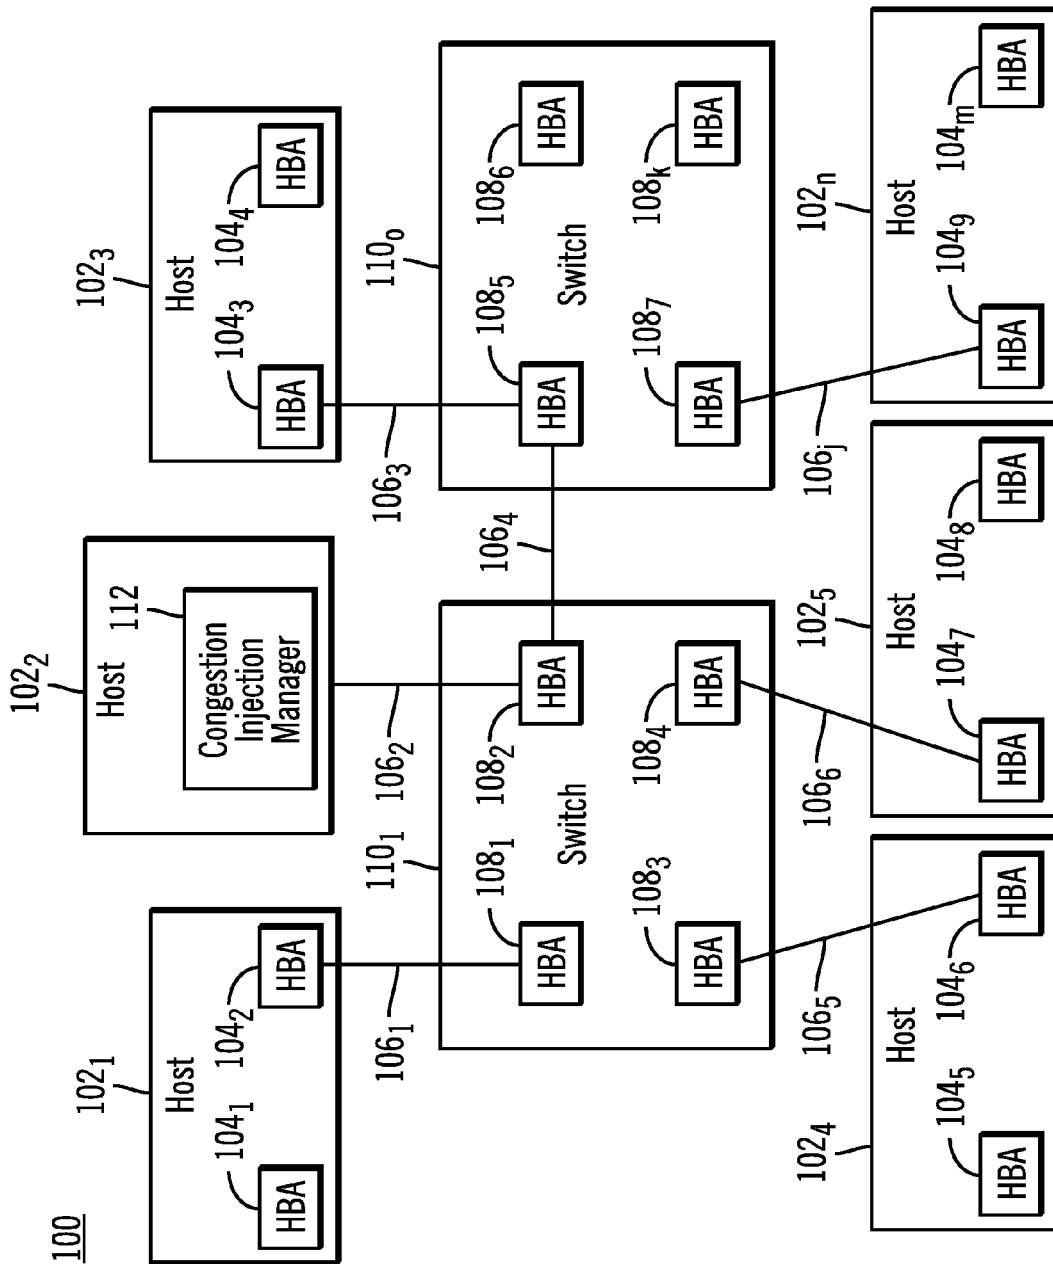 100
102₁
Host
104₁
104₂
HBA
HBA
106₁
102₂
Host
112
Congestion
Injection
Manager
106₂
102₃
Host
104₃
104₄
HBA
HBA
106₃
110₁
108₁
108₂
HBA
HBA
Switch
108₃
108₄
HBA
HBA
106₄
110ₒ
108₅
108₆
HBA
HBA
Switch
108₇
108ₖ
HBA
HBA
106₅
106₆
106ⱼ
102₄
Host
104₅
104₆
HBA
HBA
102₅
Host
104₇
104₈
HBA
HBA
102ₙ
Host
104₉
104ₘ
HBA
HBA